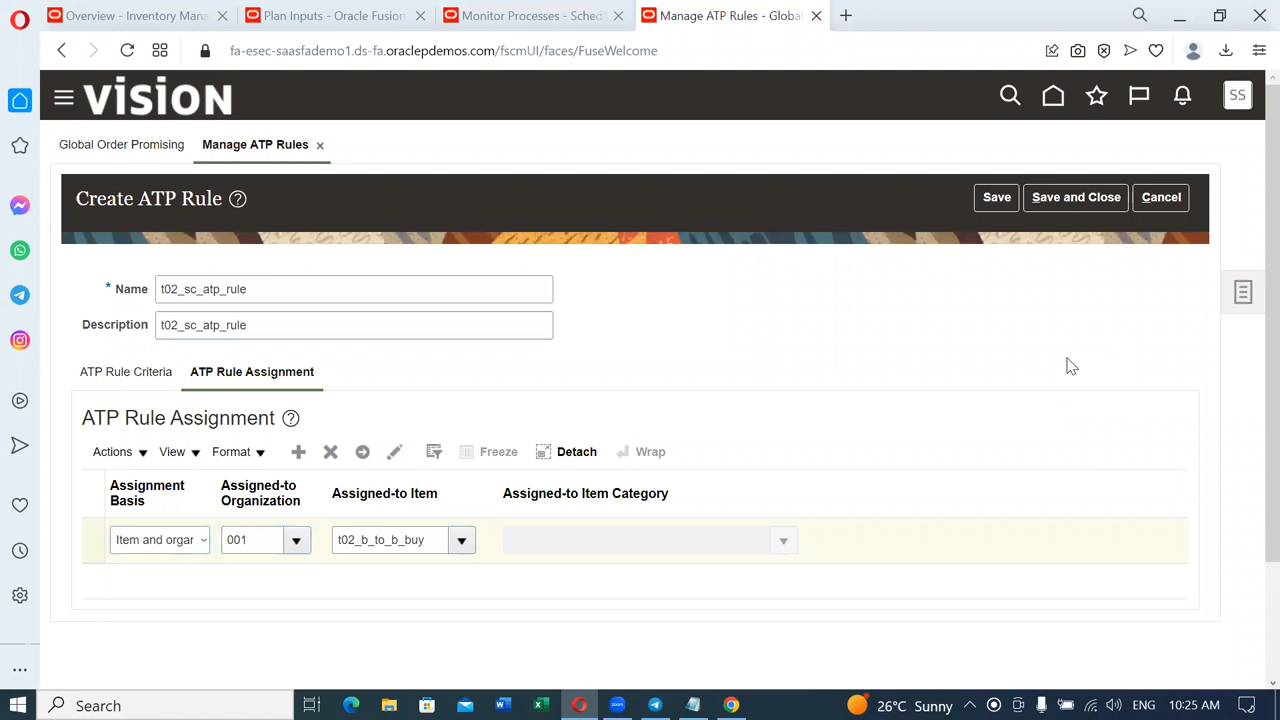 Overview - Inventory Mana
Plan Inputs - Oracle Fusion
Monitor Processes - Sched
Manage ATP Rules - Global
fa-esec-saasfademo1.ds-fa.oraclepdemos.com/fscmUI/faces/FuseWelcome
vision
SS
Global Order Promising
Manage ATP Rules
Create ATP Rule
Save
Save and Close
Cancel
* Name t02_sc_atp_rule
Description t02_sc_atp_rule
ATP Rule Criteria
ATP Rule Assignment
ATP Rule Assignment
Actions
View
Format
Freeze
Detach
Wrap
Assignment Basis
Assigned-to Organization
Assigned-to Item
Assigned-to Item Category
Item and organ
001
t02_b_to_b_buy
Search
26°C Sunny
ENG
10:25 AM